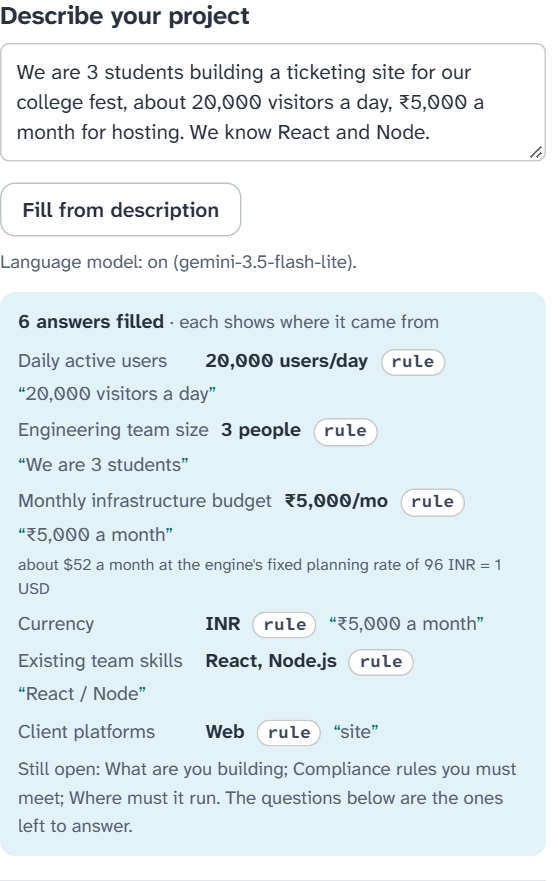 Describe your project
We are 3 students building a ticketing site for our
college fest, about 20,000 visitors a day, ₹5,000 a
month for hosting. We know React and Node.
Fill from description
Language model: on (gemini-3.5-flash-lite).
6 answers filled · each shows where it came from
Daily active users 20,000 users/day rule
“20,000 visitors a day”
Engineering team size 3 people rule
“We are 3 students”
Monthly infrastructure budget ₹5,000/mo rule
“₹5,000 a month”
about $52 a month at the engine's fixed planning rate of 96 INR = 1
USD
Currency INR rule “₹5,000 a month”
Existing team skills React, Node.js rule
“React / Node”
Client platforms Web rule “site”
Still open: What are you building; Compliance rules you must
meet; Where must it run. The questions below are the ones
left to answer.